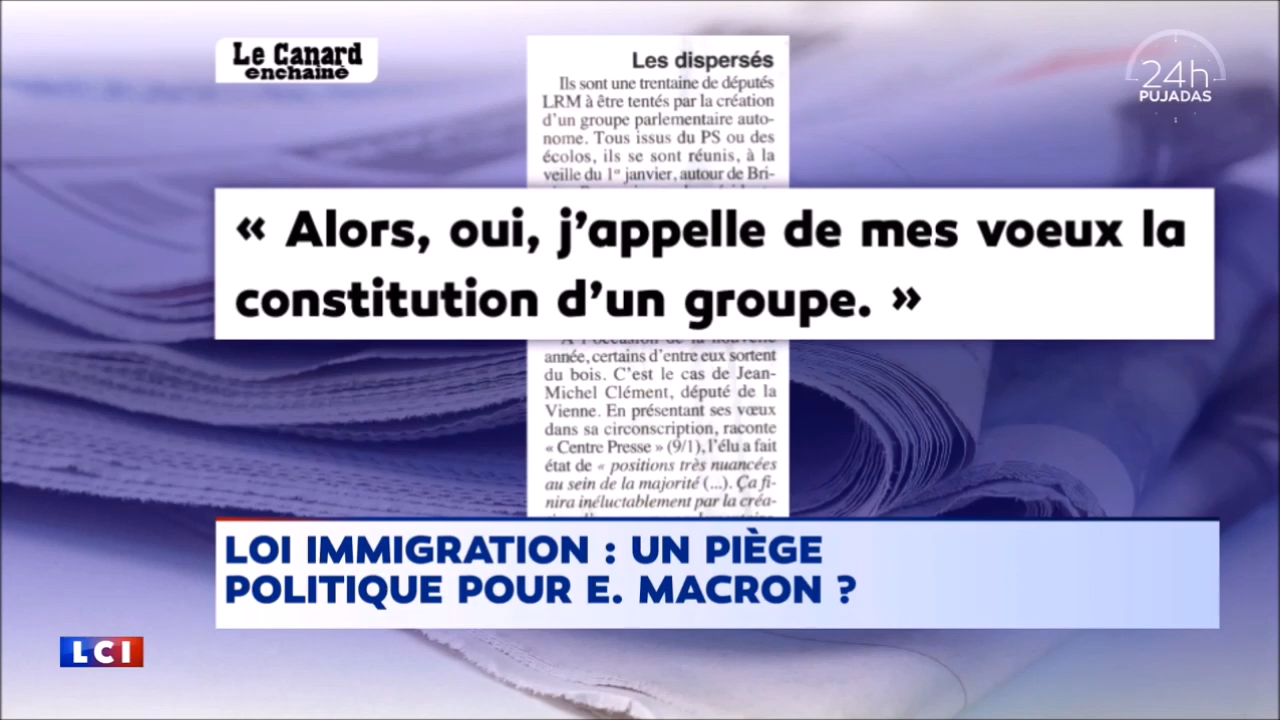 Le Canard
enchaîné
24h
PUJADAS
Les dispersés
Ils sont une trentaine de députés
LRM à être tentés par la création
d'un groupe parlementaire auto-
nome. Tous issus du PS ou des
écolos, ils se sont réunis, à la
veille du 1er janvier, autour de Bri-
« Alors, oui, j'appelle de mes voeux la
constitution d'un groupe. »
A l'occasion de la nouvelle
année, certains d'entre eux sortent
du bois. C'est le cas de Jean-
Michel Clément, député de la
Vienne. En présentant ses vœux
dans sa circonscription, raconte
« Centre Presse » (9/1), l'élu a fait
état de « positions très nuancées
au sein de la majorité (...). Ça fi-
nira inéluctablement par la créa-
LOI IMMIGRATION : UN PIÈGE
POLITIQUE POUR E. MACRON ?
LCI